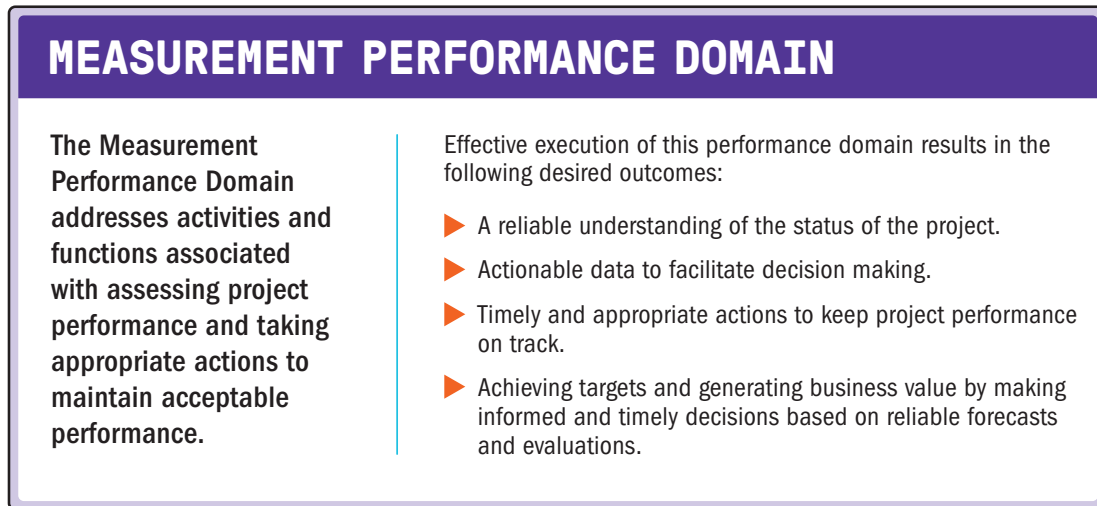 MEASUREMENT PERFORMANCE DOMAIN
The Measurement
Performance Domain
addresses activities and
functions associated
with assessing project
performance and taking
appropriate actions to
maintain acceptable
performance.
Effective execution of this performance domain results in the
following desired outcomes:
▶ A reliable understanding of the status of the project.
▶ Actionable data to facilitate decision making.
▶ Timely and appropriate actions to keep project performance
on track.
▶ Achieving targets and generating business value by making
informed and timely decisions based on reliable forecasts
and evaluations.